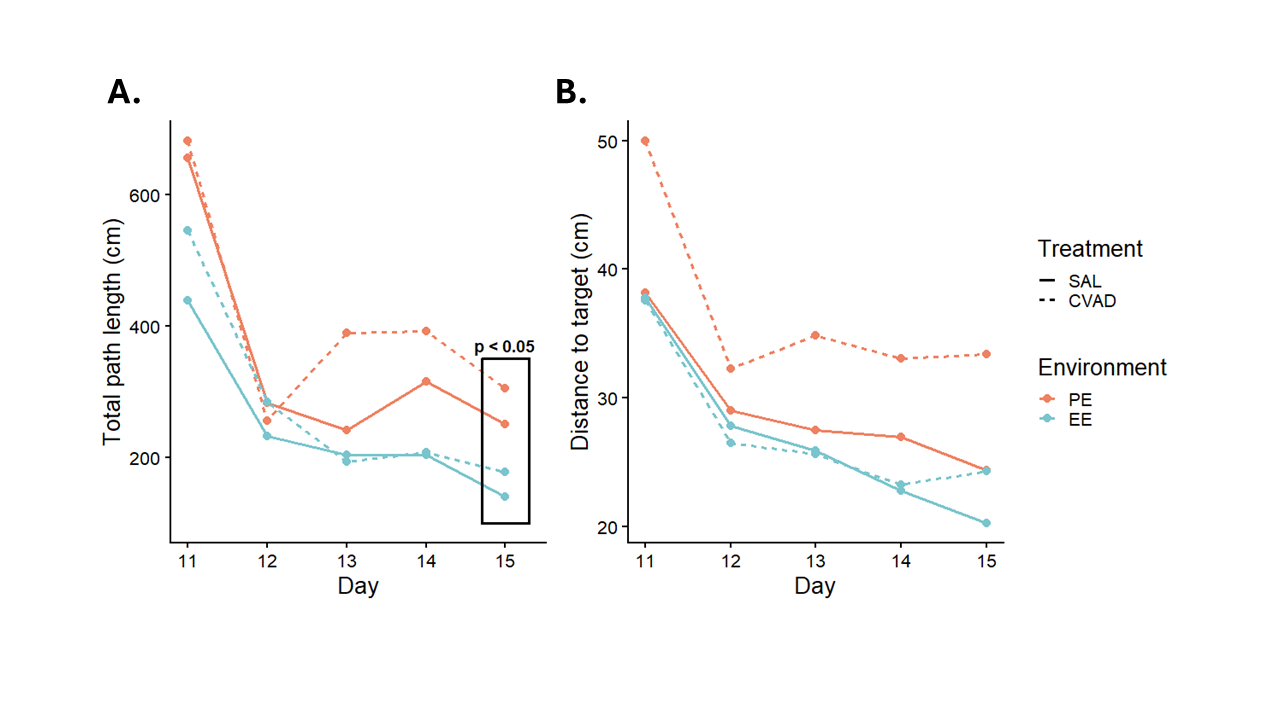 A.
Total path length (cm)
600
400
200
p < 0.05
11 12 13 14 15
Day
B.
Distance to target (cm)
50
40
30
20
11 12 13 14 15
Day
Treatment
SAL
CVAD
Environment
PE
EE